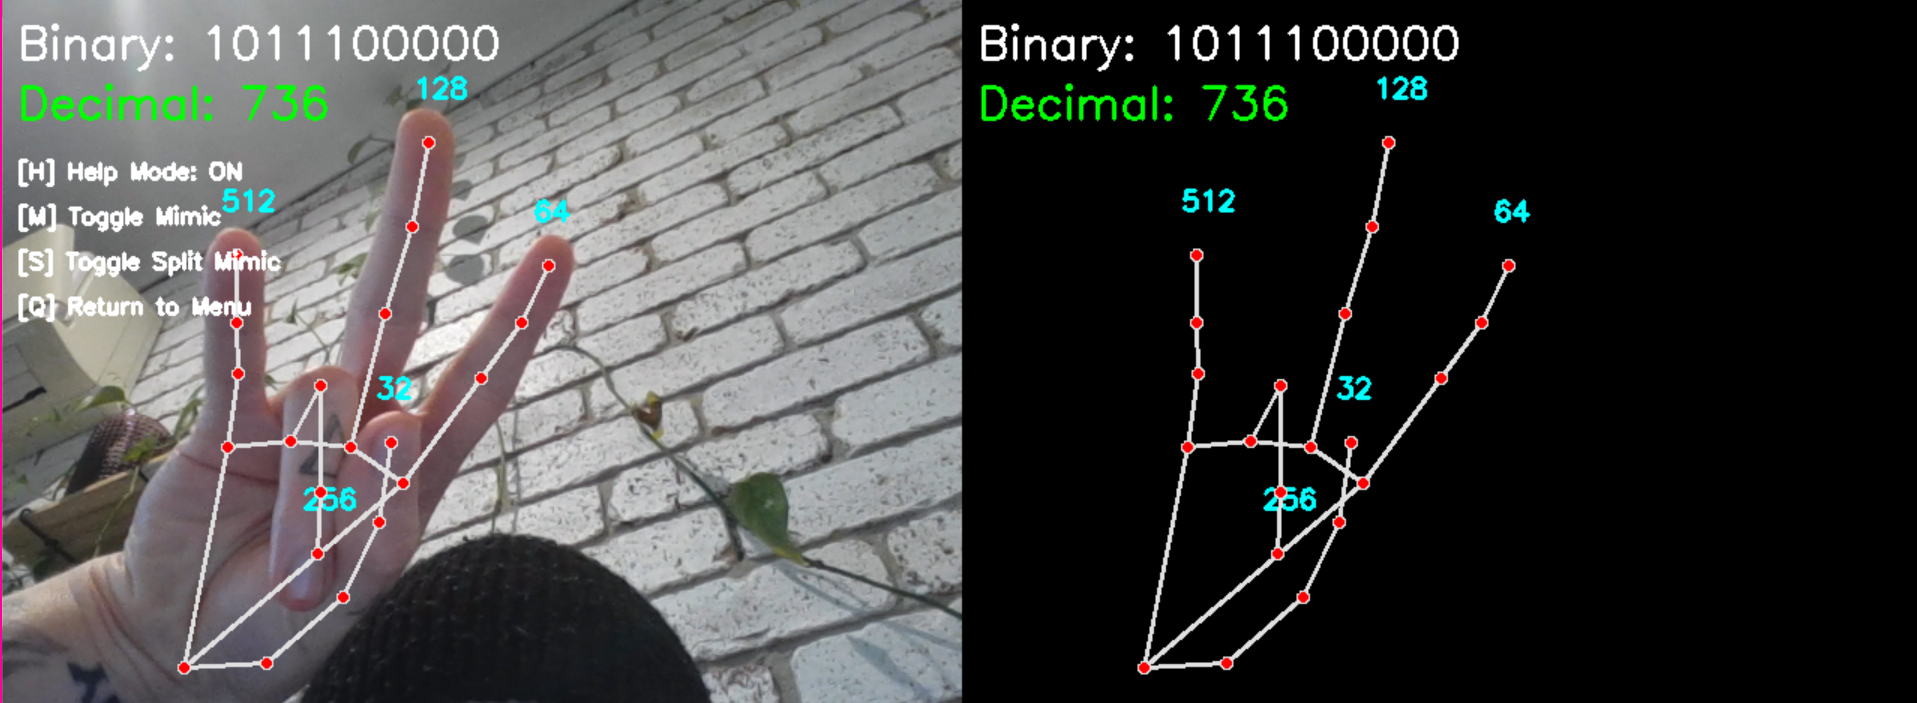 Binary: 1011100000
Decimal: 736
128
[H] Help Mode: ON
512
[M] Toggle Mimic
64
[S] Toggle Split Mimic
[Q] Return to Menu
32
256
Binary: 1011100000
Decimal: 736
128
512
64
32
256